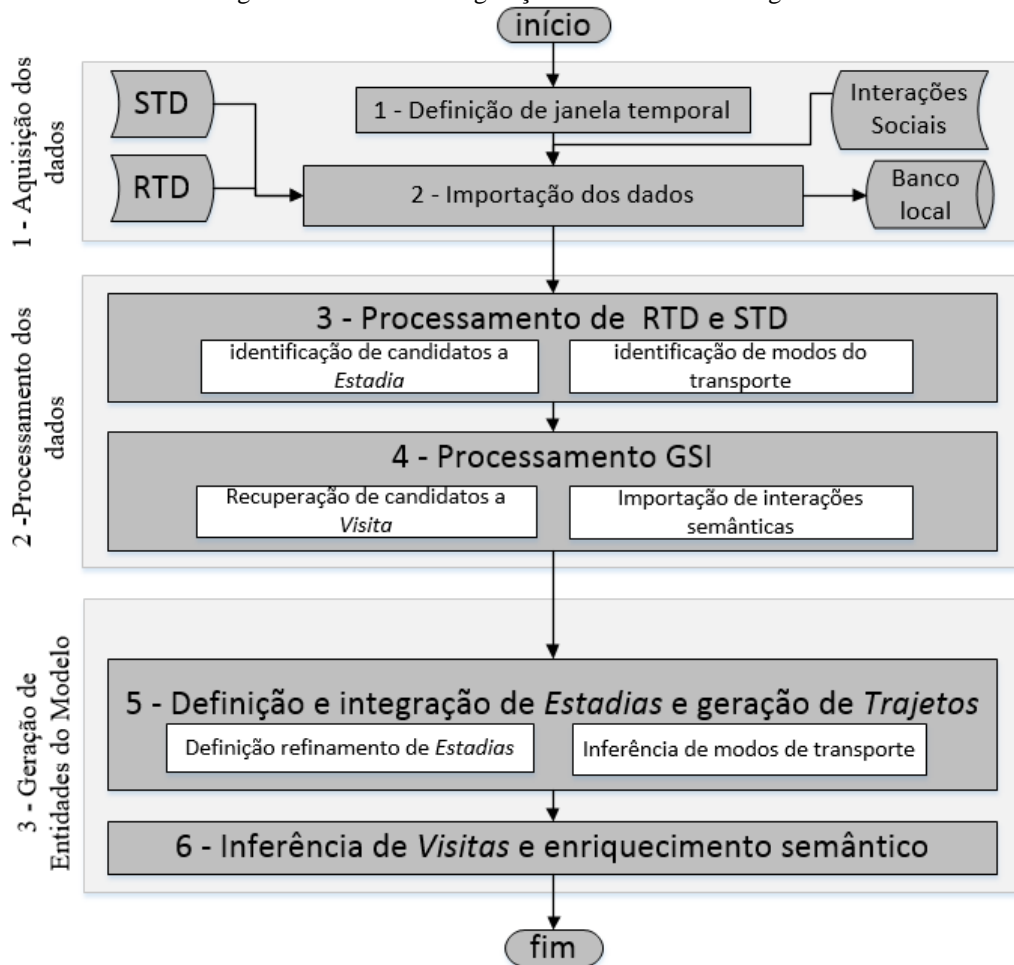 início
1 - Aquisição dos
dados
STD
RTD
1 - Definição de janela temporal
Interações
Sociais
2 - Importação dos dados
Banco
local
2 -Processamento dos
dados
3 - Processamento de RTD e STD
identificação de candidatos a
Estadia
identificação de modos do
transporte
4 - Processamento GSI
Recuperação de candidatos a
Visita
Importação de interações
semânticas
3 - Geração de
Entidades do Modelo
5 - Definição e integração de Estadias e geração de Trajetos
Definição refinamento de Estadias
Inferência de modos de transporte
6 - Inferência de Visitas e enriquecimento semântico
fim